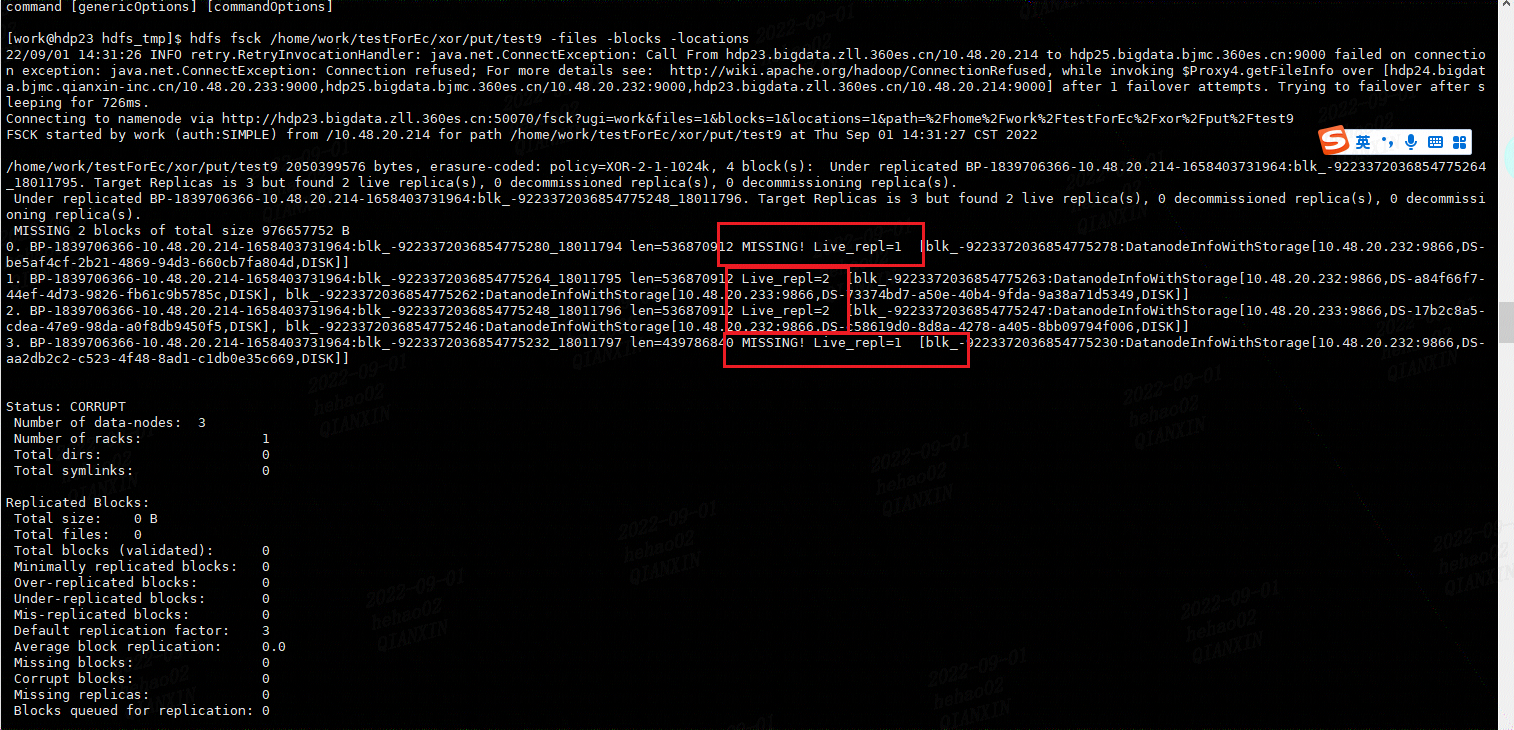 command [genericOptions] [commandOptions]
[work@hdp23 hdfs_tmp]$ hdfs fsck /home/work/testForEc/xor/put/test9 -files -blocks -locations
22/09/01 14:31:26 INFO retry.RetryInvocationHandler: java.net.ConnectException: Call From hdp23.bigdata.zll.360es.cn/10.48.20.214 to hdp25.bigdata.bjmc.360es.cn:9000 failed on connectio
n exception: java.net.ConnectException: Connection refused; For more details see:  http://wiki.apache.org/hadoop/ConnectionRefused, while invoking $Proxy4.getFileInfo over [hdp24.bigdat
a.bjmc.qianxin-inc.cn/10.48.20.233:9000,hdp25.bigdata.bjmc.360es.cn/10.48.20.232:9000,hdp23.bigdata.zll.360es.cn/10.48.20.214:9000] after 1 failover attempts. Trying to failover after s
leeping for 726ms.
Connecting to namenode via http://hdp23.bigdata.zll.360es.cn:50070/fsck?ugi=work&files=1&blocks=1&locations=1&path=%2Fhome%2Fwork%2FtestForEc%2Fxor%2Fput%2Ftest9
FSCK started by work (auth:SIMPLE) from /10.48.20.214 for path /home/work/testForEc/xor/put/test9 at Thu Sep 01 14:31:27 CST 2022
英
/home/work/testForEc/xor/put/test9 2050399576 bytes, erasure-coded: policy=XOR-2-1-1024k, 4 block(s):  Under replicated BP-1839706366-10.48.20.214-1658403731964:blk_-9223372036854775264
_18011795. Target Replicas is 3 but found 2 live replica(s), 0 decommissioned replica(s), 0 decommissioning replica(s).
 Under replicated BP-1839706366-10.48.20.214-1658403731964:blk_-9223372036854775248_18011796. Target Replicas is 3 but found 2 live replica(s), 0 decommissioned replica(s), 0 decommissi
oning replica(s).
 MISSING 2 blocks of total size 976657752 B
0. BP-1839706366-10.48.20.214-1658403731964:blk_-9223372036854775280_18011794 len=536870912 MISSING! Live_repl=1  [blk_-9223372036854775278:DatanodeInfoWithStorage[10.48.20.232:9866,DS-
be5af4cf-2b21-4869-94d3-660cb7fa804d,DISK]]
1. BP-1839706366-10.48.20.214-1658403731964:blk_-9223372036854775264_18011795 len=536870912 Live_repl=2  [blk_-9223372036854775263:DatanodeInfoWithStorage[10.48.20.232:9866,DS-a84f66f7-
44ef-4d73-9826-fb61c9b5785c,DISK], blk_-9223372036854775262:DatanodeInfoWithStorage[10.48.20.233:9866,DS-73374bd7-a50e-40b4-9fda-9a38a71d5349,DISK]]
2. BP-1839706366-10.48.20.214-1658403731964:blk_-9223372036854775248_18011796 len=536870912 Live_repl=2  [blk_-9223372036854775247:DatanodeInfoWithStorage[10.48.20.233:9866,DS-17b2c8a5-
cdea-47e9-98da-a0f8db9450f5,DISK], blk_-9223372036854775246:DatanodeInfoWithStorage[10.48.20.232:9866,DS-c58619d0-8d8a-4278-a405-8bb09794f006,DISK]]
3. BP-1839706366-10.48.20.214-1658403731964:blk_-9223372036854775232_18011797 len=439786840 MISSING! Live_repl=1  [blk_-9223372036854775230:DatanodeInfoWithStorage[10.48.20.232:9866,DS-
aa2db2c2-c523-4f48-8ad1-c1db0e35c669,DISK]]
Status: CORRUPT
 Number of data-nodes:  3
 Number of racks:               1
 Total dirs:                    0
 Total symlinks:                0
Replicated Blocks:
 Total size:    0 B
 Total files:   0
 Total blocks (validated):      0
 Minimally replicated blocks:   0
 Over-replicated blocks:        0
 Under-replicated blocks:       0
 Mis-replicated blocks:         0
 Default replication factor:    3
 Average block replication:     0.0
 Missing blocks:                0
 Corrupt blocks:                0
 Missing replicas:              0
 Blocks queued for replication: 0
2022-09-01
hehao02
QIANXIN